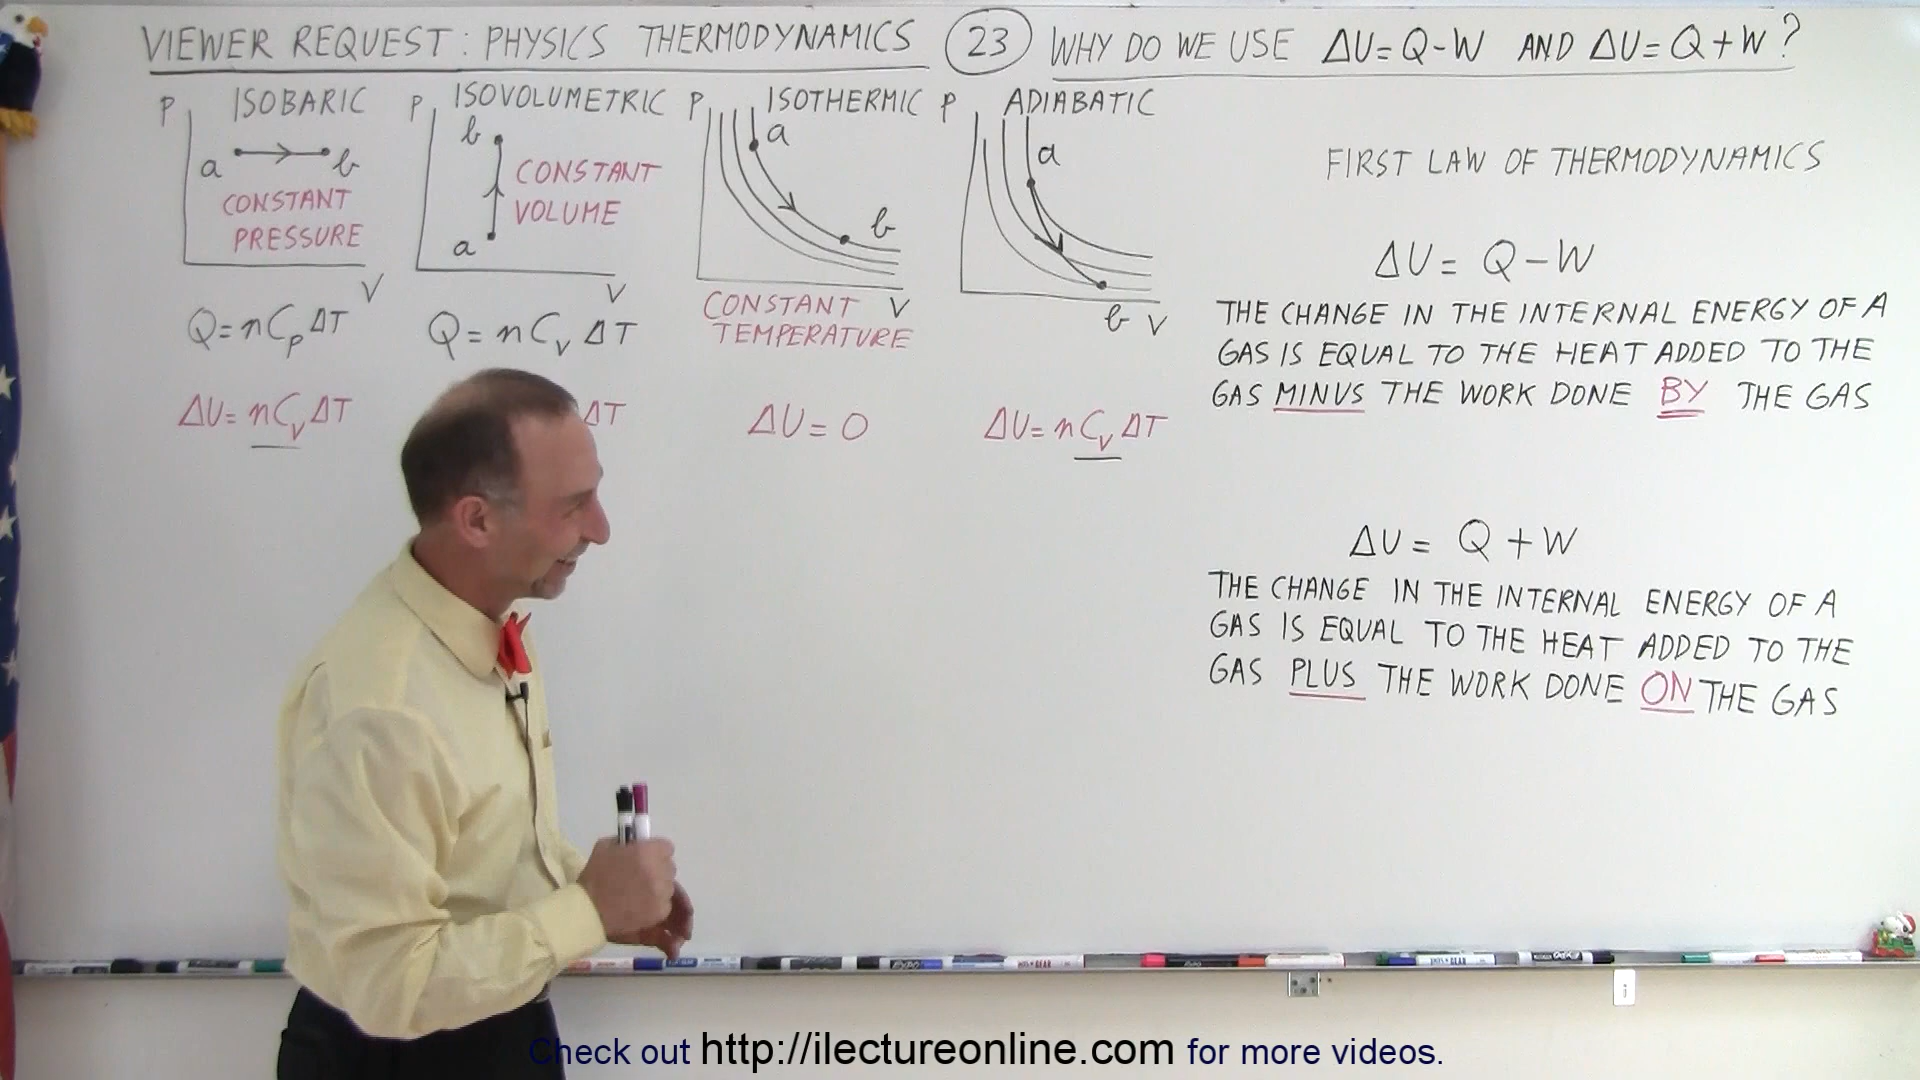 VIEWER REQUEST: PHYSICS THERMODYNAMICS 23 WHY DO WE USE ΔU=Q-W AND ΔU=Q+W?
P ISOBARIC
a b
CONSTANT
PRESSURE
V
Q=nCpΔT
ΔU=nCvΔT
P ISOVOLUMETRIC
b
CONSTANT
VOLUME
a
V
Q=nCvΔT
ΔT
P ISOTHERMIC
a
b
V
CONSTANT
TEMPERATURE
ΔU=0
P ADIABATIC
a
b V
ΔU=nCvΔT
FIRST LAW OF THERMODYNAMICS
ΔU=Q-W
THE CHANGE IN THE INTERNAL ENERGY OF A
GAS IS EQUAL TO THE HEAT ADDED TO THE
GAS MINUS THE WORK DONE BY THE GAS
ΔU=Q+W
THE CHANGE IN THE INTERNAL ENERGY OF A
GAS IS EQUAL TO THE HEAT ADDED TO THE
GAS PLUS THE WORK DONE ON THE GAS
EXPO
Check out http://ilectureonline.com for more videos.